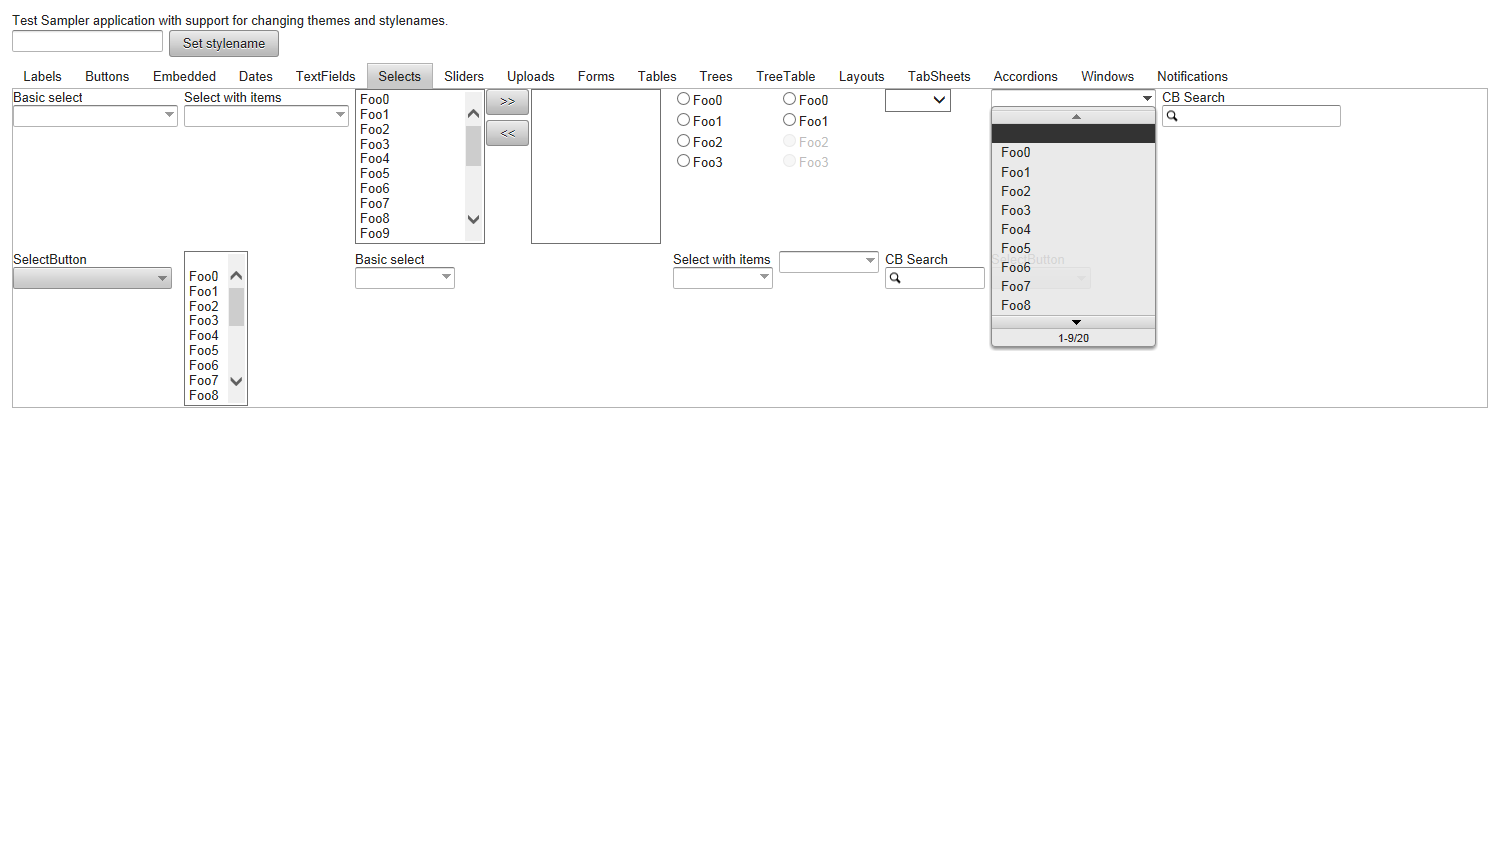 Test Sampler application with support for changing themes and stylenames.
Set stylename
Labels Buttons Embedded Dates TextFields Selects Sliders Uploads Forms Tables Trees TreeTable Layouts TabSheets Accordions Windows Notifications
Basic select
Select with items
Foo0
Foo1
Foo2
Foo3
Foo4
Foo5
Foo6
Foo7
Foo8
Foo9
>>
<<
Foo0
Foo1
Foo2
Foo3
Foo0
Foo1
Foo2
Foo3
Foo0
Foo1
Foo2
Foo3
Foo4
Foo5
Foo6
Foo7
Foo8
1-9/20
CB Search
SelectButton
Foo0
Foo1
Foo2
Foo3
Foo4
Foo5
Foo6
Foo7
Foo8
Basic select
Select with items
CB Search
SelectButton